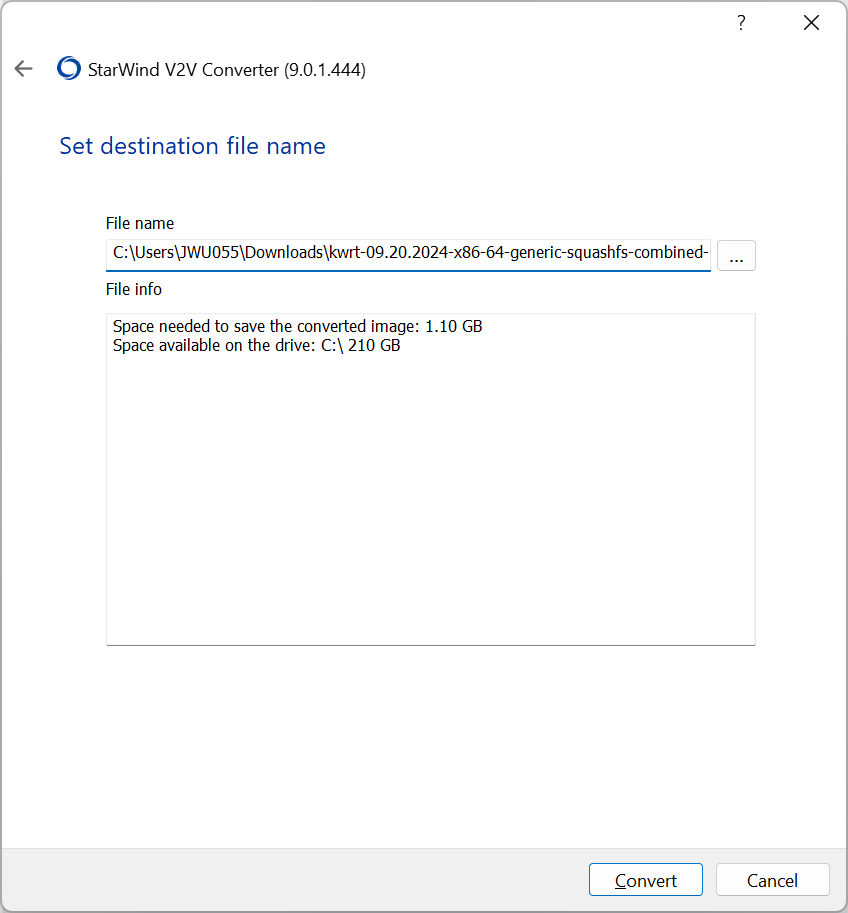 ?
StarWind V2V Converter (9.0.1.444)
Set destination file name
File name
C:\Users\JWU055\Downloads\kwrt-09.20.2024-x86-64-generic-squashfs-combined-
...
File info
Space needed to save the converted image: 1.10 GB
Space available on the drive: C:\ 210 GB
Convert
Cancel